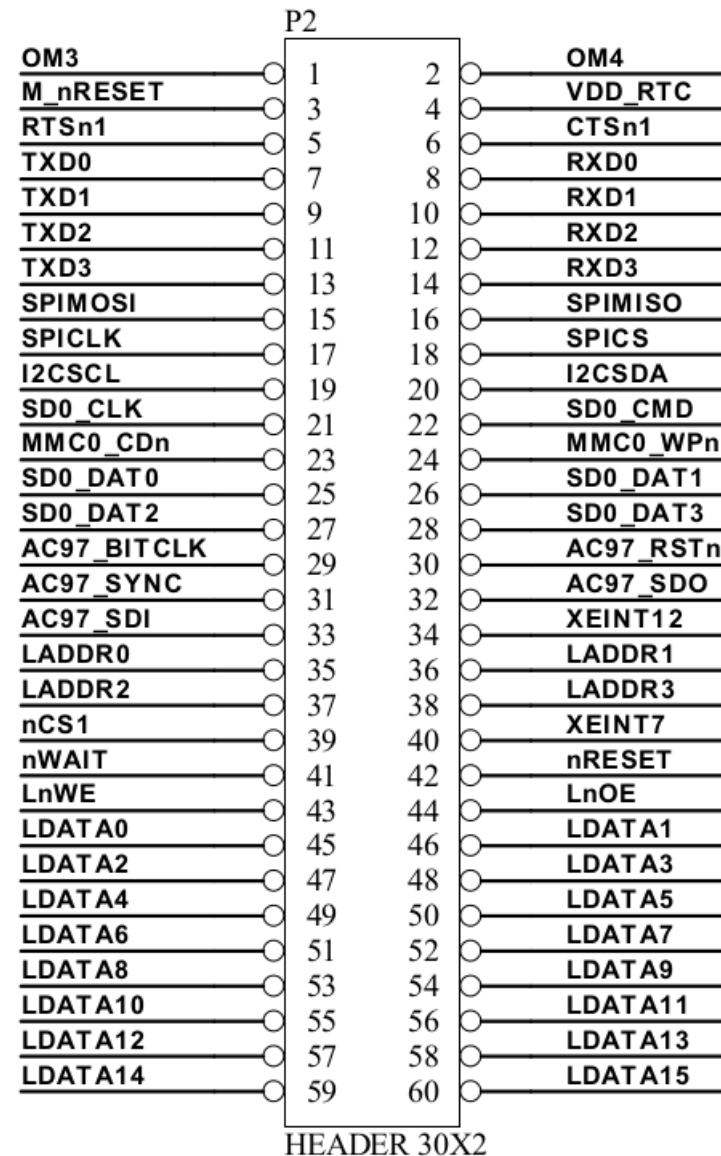 P2
OM3 1 2 OM4
M_nRESET 3 4 VDD_RTC
RTSn1 5 6 CTSn1
TXD0 7 8 RXD0
TXD1 9 10 RXD1
TXD2 11 12 RXD2
TXD3 13 14 RXD3
SPIMOSI 15 16 SPIMISO
SPICLK 17 18 SPICS
I2CSCL 19 20 I2CSDA
SD0_CLK 21 22 SD0_CMD
MMC0_CDn 23 24 MMC0_WPn
SD0_DAT0 25 26 SD0_DAT1
SD0_DAT2 27 28 SD0_DAT3
AC97_BITCLK 29 30 AC97_RSTn
AC97_SYNC 31 32 AC97_SDO
AC97_SDI 33 34 XEINT12
LADDR0 35 36 LADDR1
LADDR2 37 38 LADDR3
nCS1 39 40 XEINT7
nWAIT 41 42 nRESET
LnWE 43 44 LnOE
LDATA0 45 46 LDATA1
LDATA2 47 48 LDATA3
LDATA4 49 50 LDATA5
LDATA6 51 52 LDATA7
LDATA8 53 54 LDATA9
LDATA10 55 56 LDATA11
LDATA12 57 58 LDATA13
LDATA14 59 60 LDATA15
HEADER 30X2